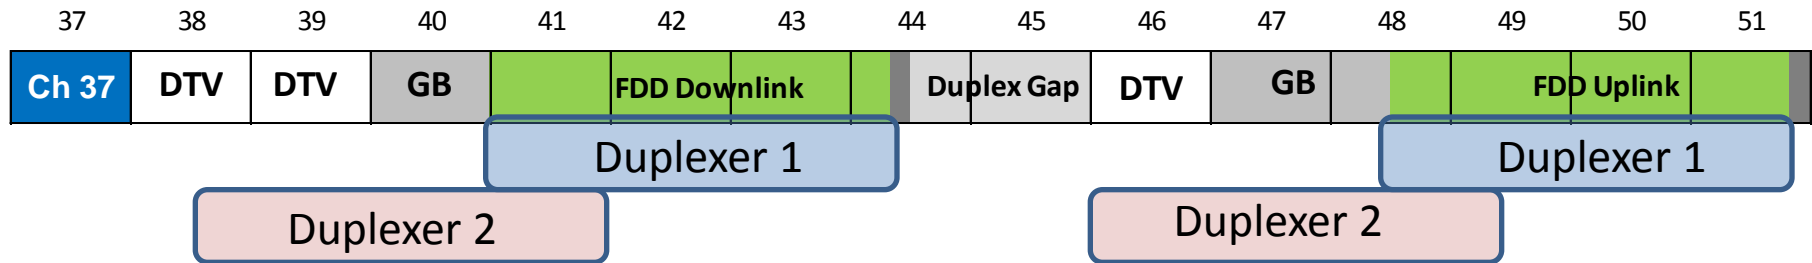 37 38 39 40 41 42 43 44 45 46 47 48 49 50 51
Ch 37 DTV DTV GB FDD Downlink Duplex Gap DTV GB FDD Uplink
Duplexer 1 Duplexer 1
Duplexer 2 Duplexer 2